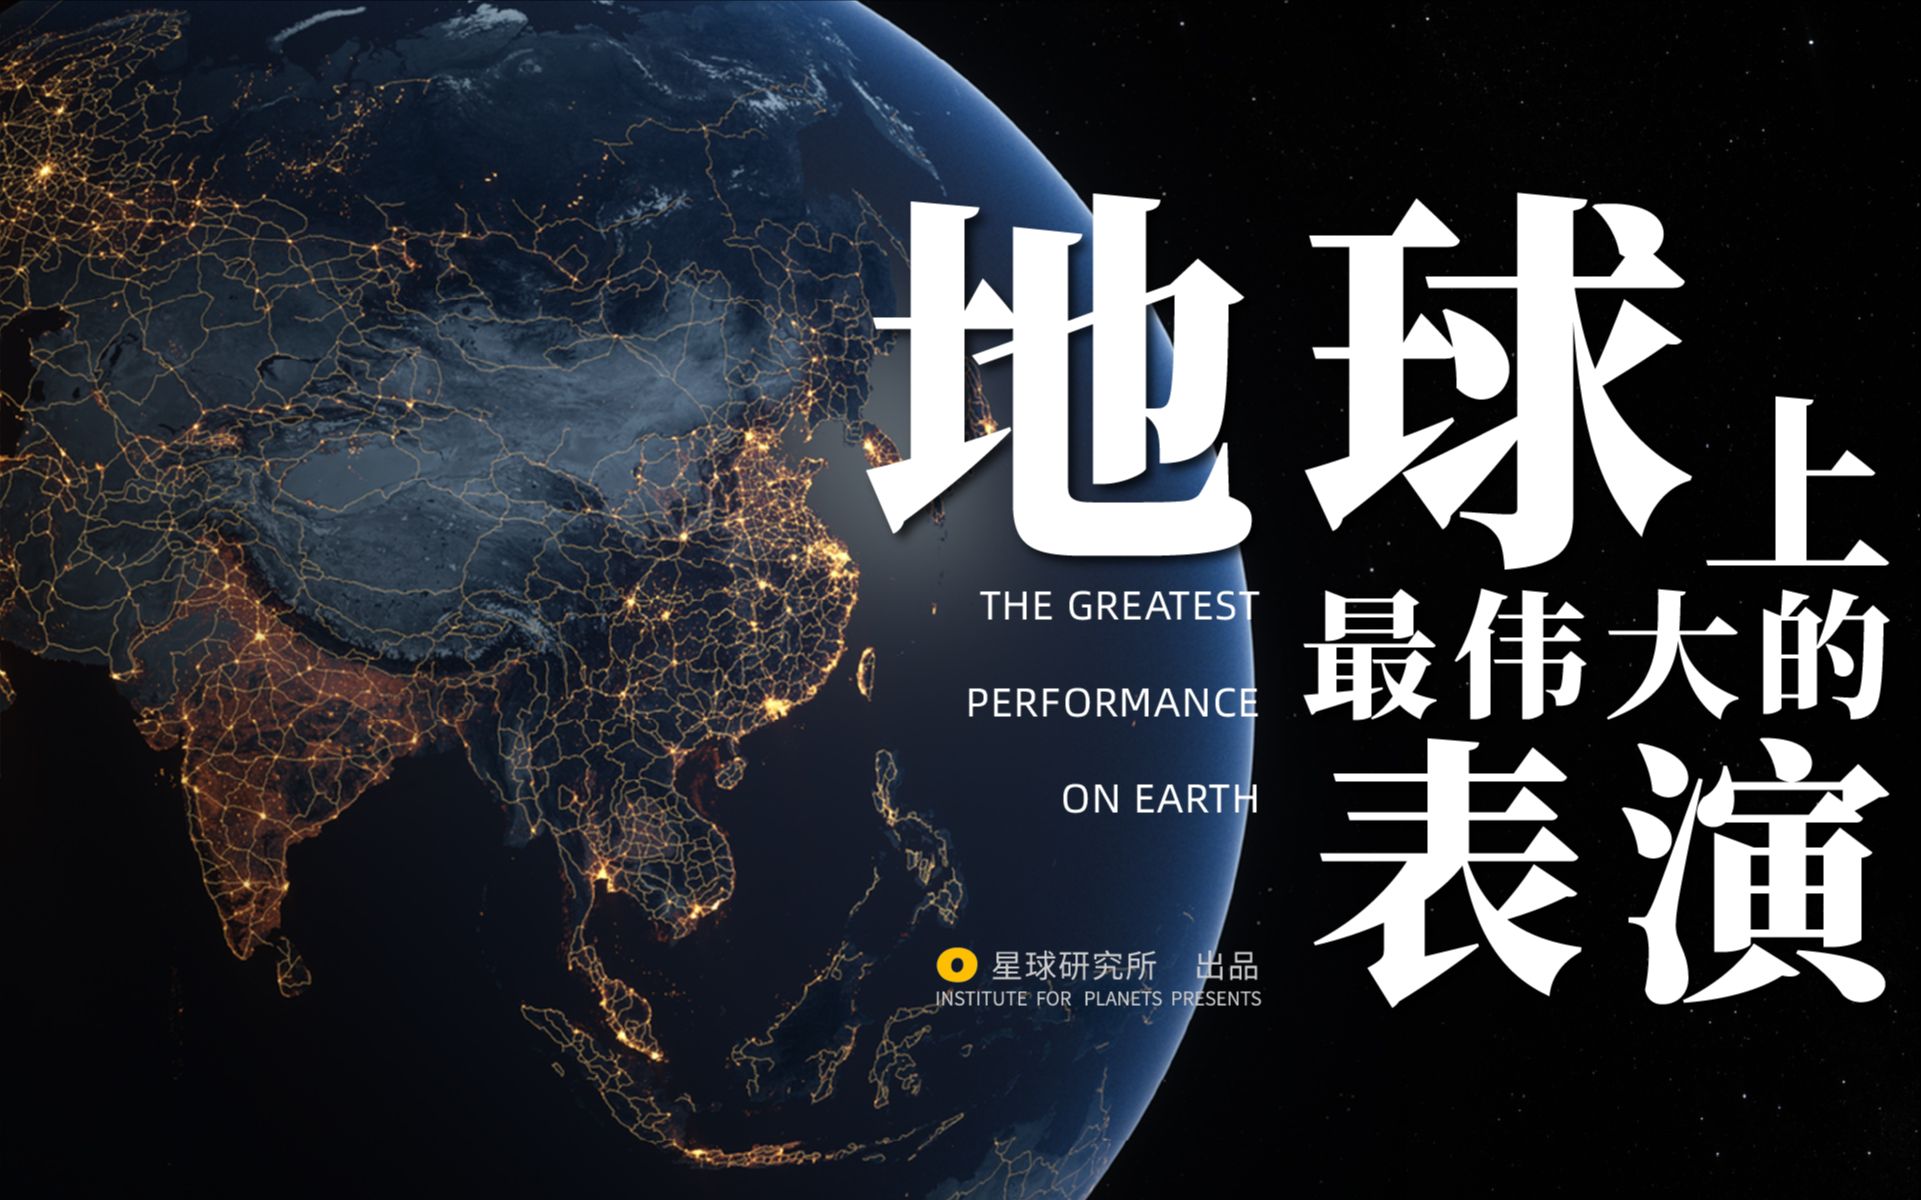 地球上
最伟大的
表演
THE GREATEST
PERFORMANCE
ON EARTH
星球研究所 出品
INSTITUTE FOR PLANETS PRESENTS